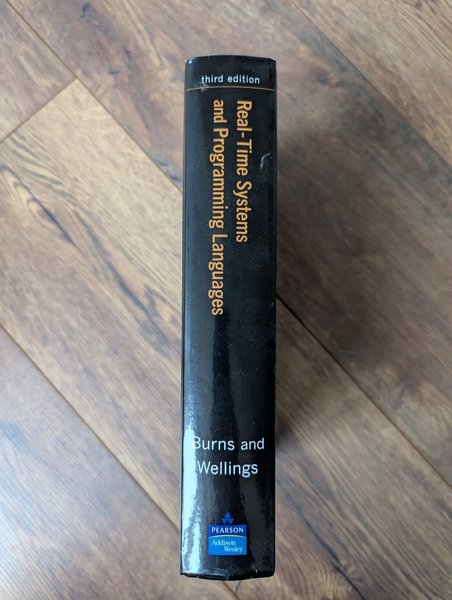 third edition
Real-Time Systems
and Programming Languages
Burns and
Wellings
PEARSON
Addison
Wesley